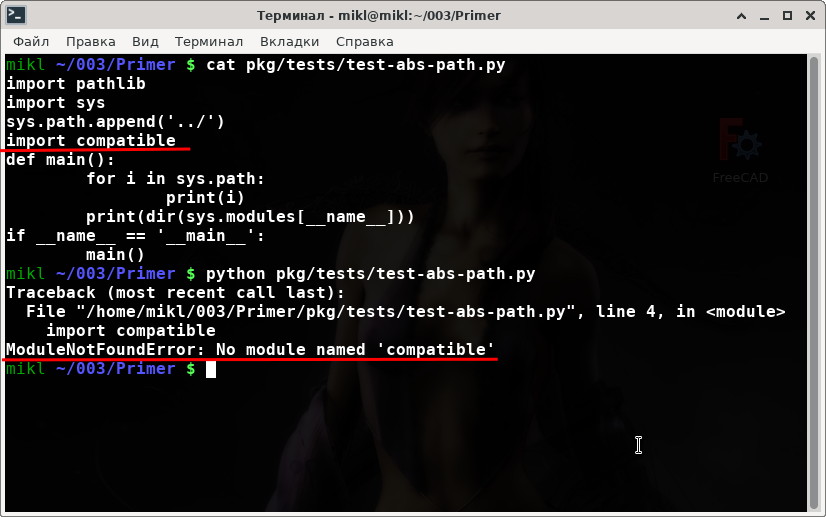 Терминал - mikl@mikl:~/003/Primer
Файл Правка Вид Терминал Вкладки Справка
mikl ~/003/Primer $ cat pkg/tests/test-abs-path.py
import pathlib
import sys
sys.path.append('../')
import compatible
def main():
        for i in sys.path:
                print(i)
        print(dir(sys.modules[__name__]))
if __name__ == '__main__':
        main()
mikl ~/003/Primer $ python pkg/tests/test-abs-path.py
Traceback (most recent call last):
  File "/home/mikl/003/Primer/pkg/tests/test-abs-path.py", line 4, in <module>
    import compatible
ModuleNotFoundError: No module named 'compatible'
mikl ~/003/Primer $
FreeCAD